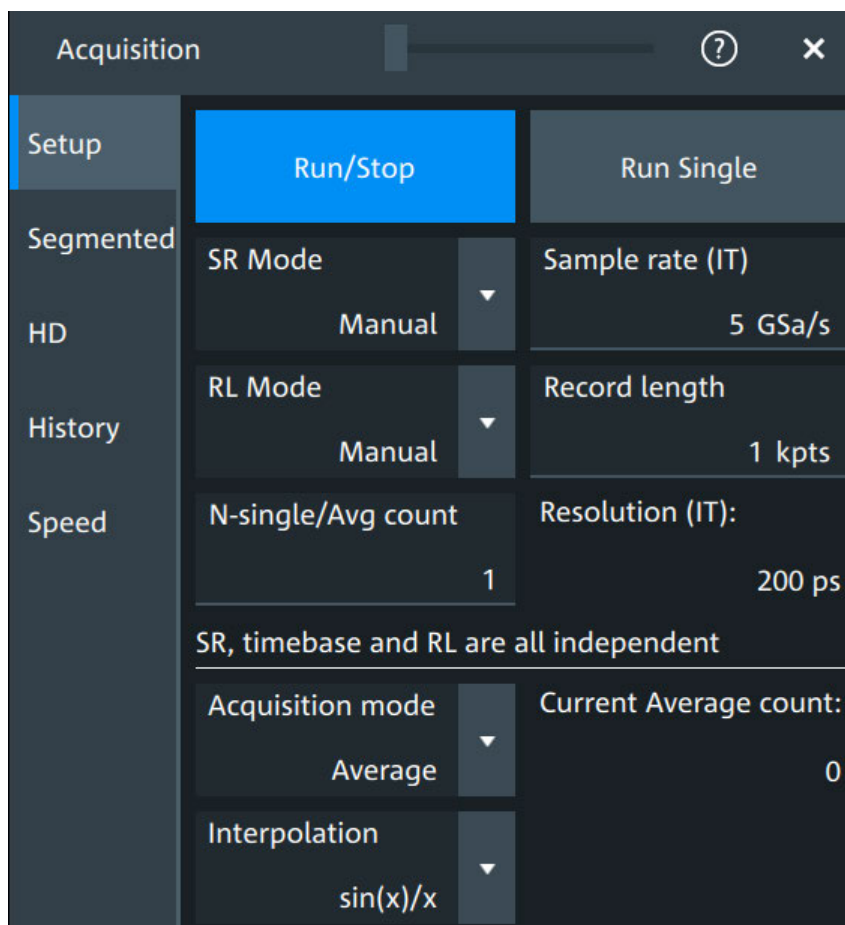 Acquisition ?
Setup
Run/Stop Run Single
Segmented
SR Mode Sample rate (IT)
Manual 5 GSa/s
HD
RL Mode Record length
History
Manual 1 kpts
Speed
N-single/Avg count Resolution (IT):
1 200 ps
SR, timebase and RL are all independent
Acquisition mode Current Average count:
Average 0
Interpolation
sin(x)/x